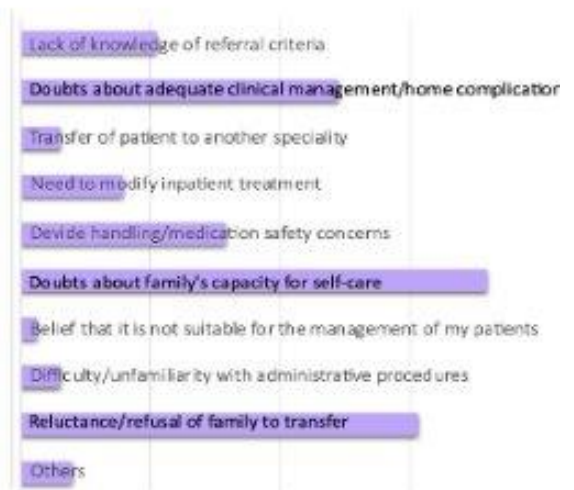 Lack of knowledge of referral criteria
Doubts about adequate clinical management/home complication
Transfer of patient to another speciality
Need to modify inpatient treatment
Devide handling/medication safety concerns
Doubts about family's capacity for self-care
Belief that it is not suitable for the management of my patients
Difficulty/unfamiliarity with administrative procedures
Reluctance/refusal of family to transfer
Others